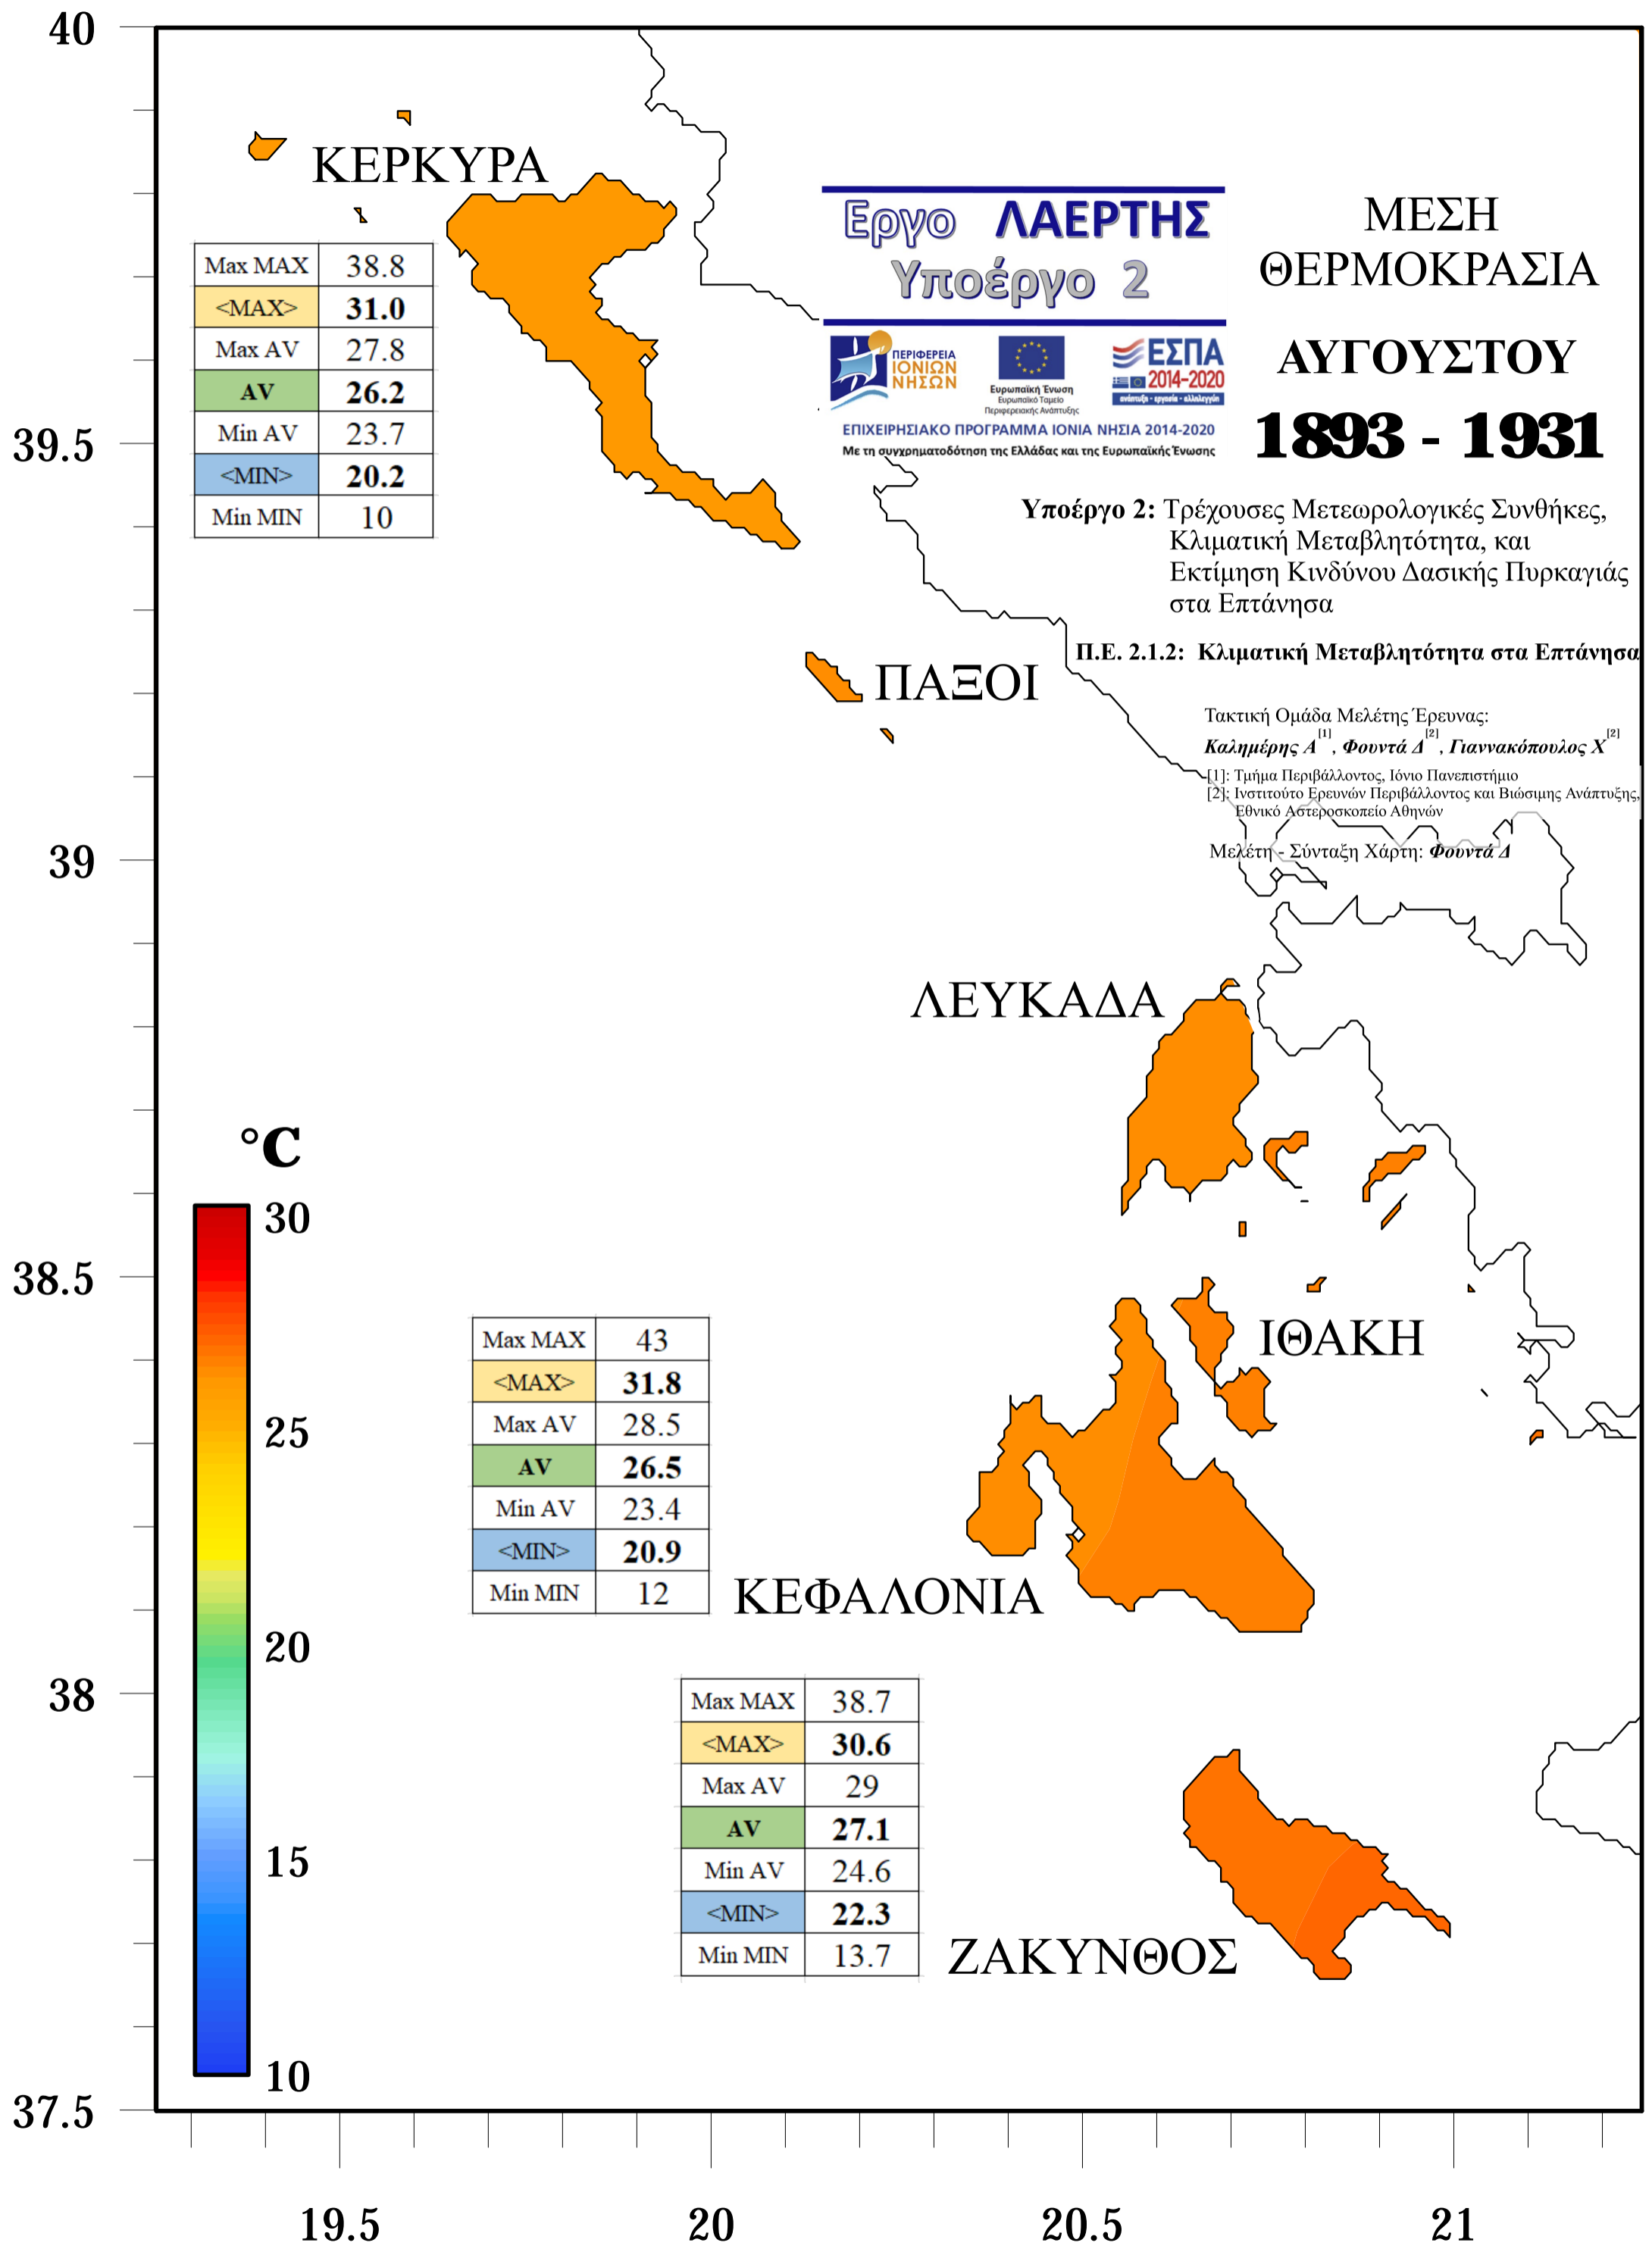 40
39.5
39
38.5
38
37.5
19.5
20
20.5
21
ΚΕΡΚΥΡΑ
Max MAX 38.8
<MAX> 31.0
Max AV 27.8
AV 26.2
Min AV 23.7
<MIN> 20.2
Min MIN 10
Εργο ΛΑΕΡΤΗΣ
Υποέργο 2
ΠΕΡΙΦΕΡΕΙΑ
ΙΟΝΙΩΝ
ΝΗΣΩΝ
Ευρωπαϊκή Ένωση
Ευρωπαϊκό Ταμείο
Περιφερειακής Ανάπτυξης
ΕΣΠΑ
2014-2020
ανάπτυξη - εργασία - αλληλεγγύη
ΕΠΙΧΕΙΡΗΣΙΑΚΟ ΠΡΟΓΡΑΜΜΑ ΙΟΝΙΑ ΝΗΣΙΑ 2014-2020
Με τη συγχρηματοδότηση της Ελλάδας και της Ευρωπαϊκής Ένωσης
ΜΕΣΗ
ΘΕΡΜΟΚΡΑΣΙΑ
ΑΥΓΟΥΣΤΟΥ
1893 - 1931
Υποέργο 2: Τρέχουσες Μετεωρολογικές Συνθήκες,
Κλιματική Μεταβλητότητα, και
Εκτίμηση Κινδύνου Δασικής Πυρκαγιάς
στα Επτάνησα
Π.Ε. 2.1.2: Κλιματική Μεταβλητότητα στα Επτάνησα
Τακτική Ομάδα Μελέτης Έρευνας:
Καλημέρης Α[1], Φουντά Δ[2], Γιαννακόπουλος Χ[2]
[1]: Τμήμα Περιβάλλοντος, Ιόνιο Πανεπιστήμιο
[2]: Ινστιτούτο Ερευνών Περιβάλλοντος και Βιώσιμης Ανάπτυξης,
Εθνικό Αστεροσκοπείο Αθηνών
Μελέτη - Σύνταξη Χάρτη: Φουντά Δ
ΠΑΞΟΙ
ΛΕΥΚΑΔΑ
°C
30
25
20
15
10
ΙΘΑΚΗ
Max MAX 43
<MAX> 31.8
Max AV 28.5
AV 26.5
Min AV 23.4
<MIN> 20.9
Min MIN 12
ΚΕΦΑΛΟΝΙΑ
Max MAX 38.7
<MAX> 30.6
Max AV 29
AV 27.1
Min AV 24.6
<MIN> 22.3
Min MIN 13.7
ΖΑΚΥΝΘΟΣ